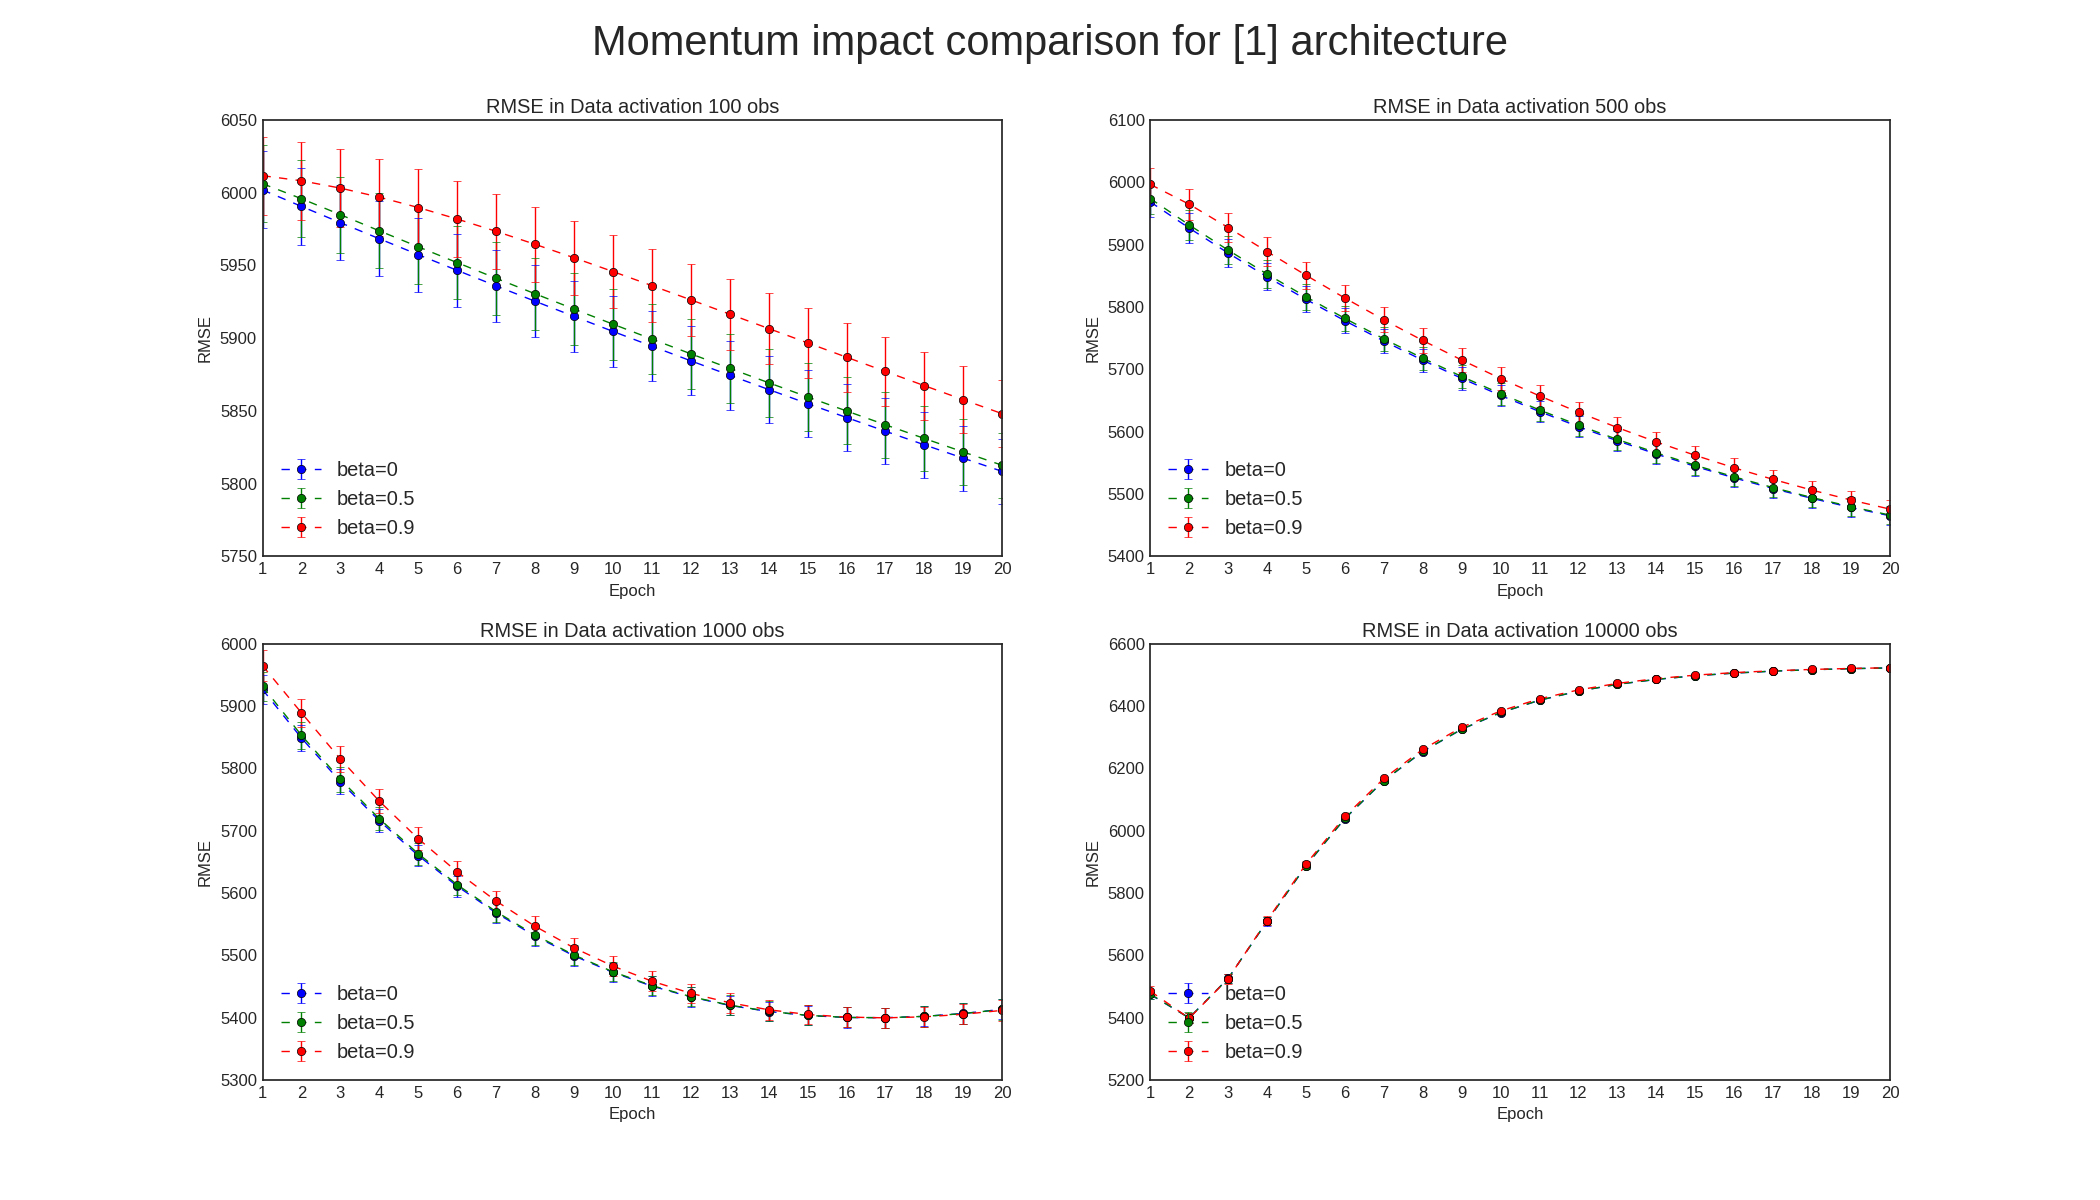 Momentum impact comparison for [1] architecture
RMSE in Data activation 100 obs
6050
6000
5950
5900
5850
5800
5750
RMSE
beta=0
beta=0.5
beta=0.9
1 2 3 4 5 6 7 8 9 10 11 12 13 14 15 16 17 18 19 20
Epoch
RMSE in Data activation 500 obs
6100
6000
5900
5800
5700
5600
5500
5400
RMSE
beta=0
beta=0.5
beta=0.9
1 2 3 4 5 6 7 8 9 10 11 12 13 14 15 16 17 18 19 20
Epoch
RMSE in Data activation 1000 obs
6000
5900
5800
5700
5600
5500
5400
5300
RMSE
beta=0
beta=0.5
beta=0.9
1 2 3 4 5 6 7 8 9 10 11 12 13 14 15 16 17 18 19 20
Epoch
RMSE in Data activation 10000 obs
6600
6400
6200
6000
5800
5600
5400
5200
RMSE
beta=0
beta=0.5
beta=0.9
1 2 3 4 5 6 7 8 9 10 11 12 13 14 15 16 17 18 19 20
Epoch